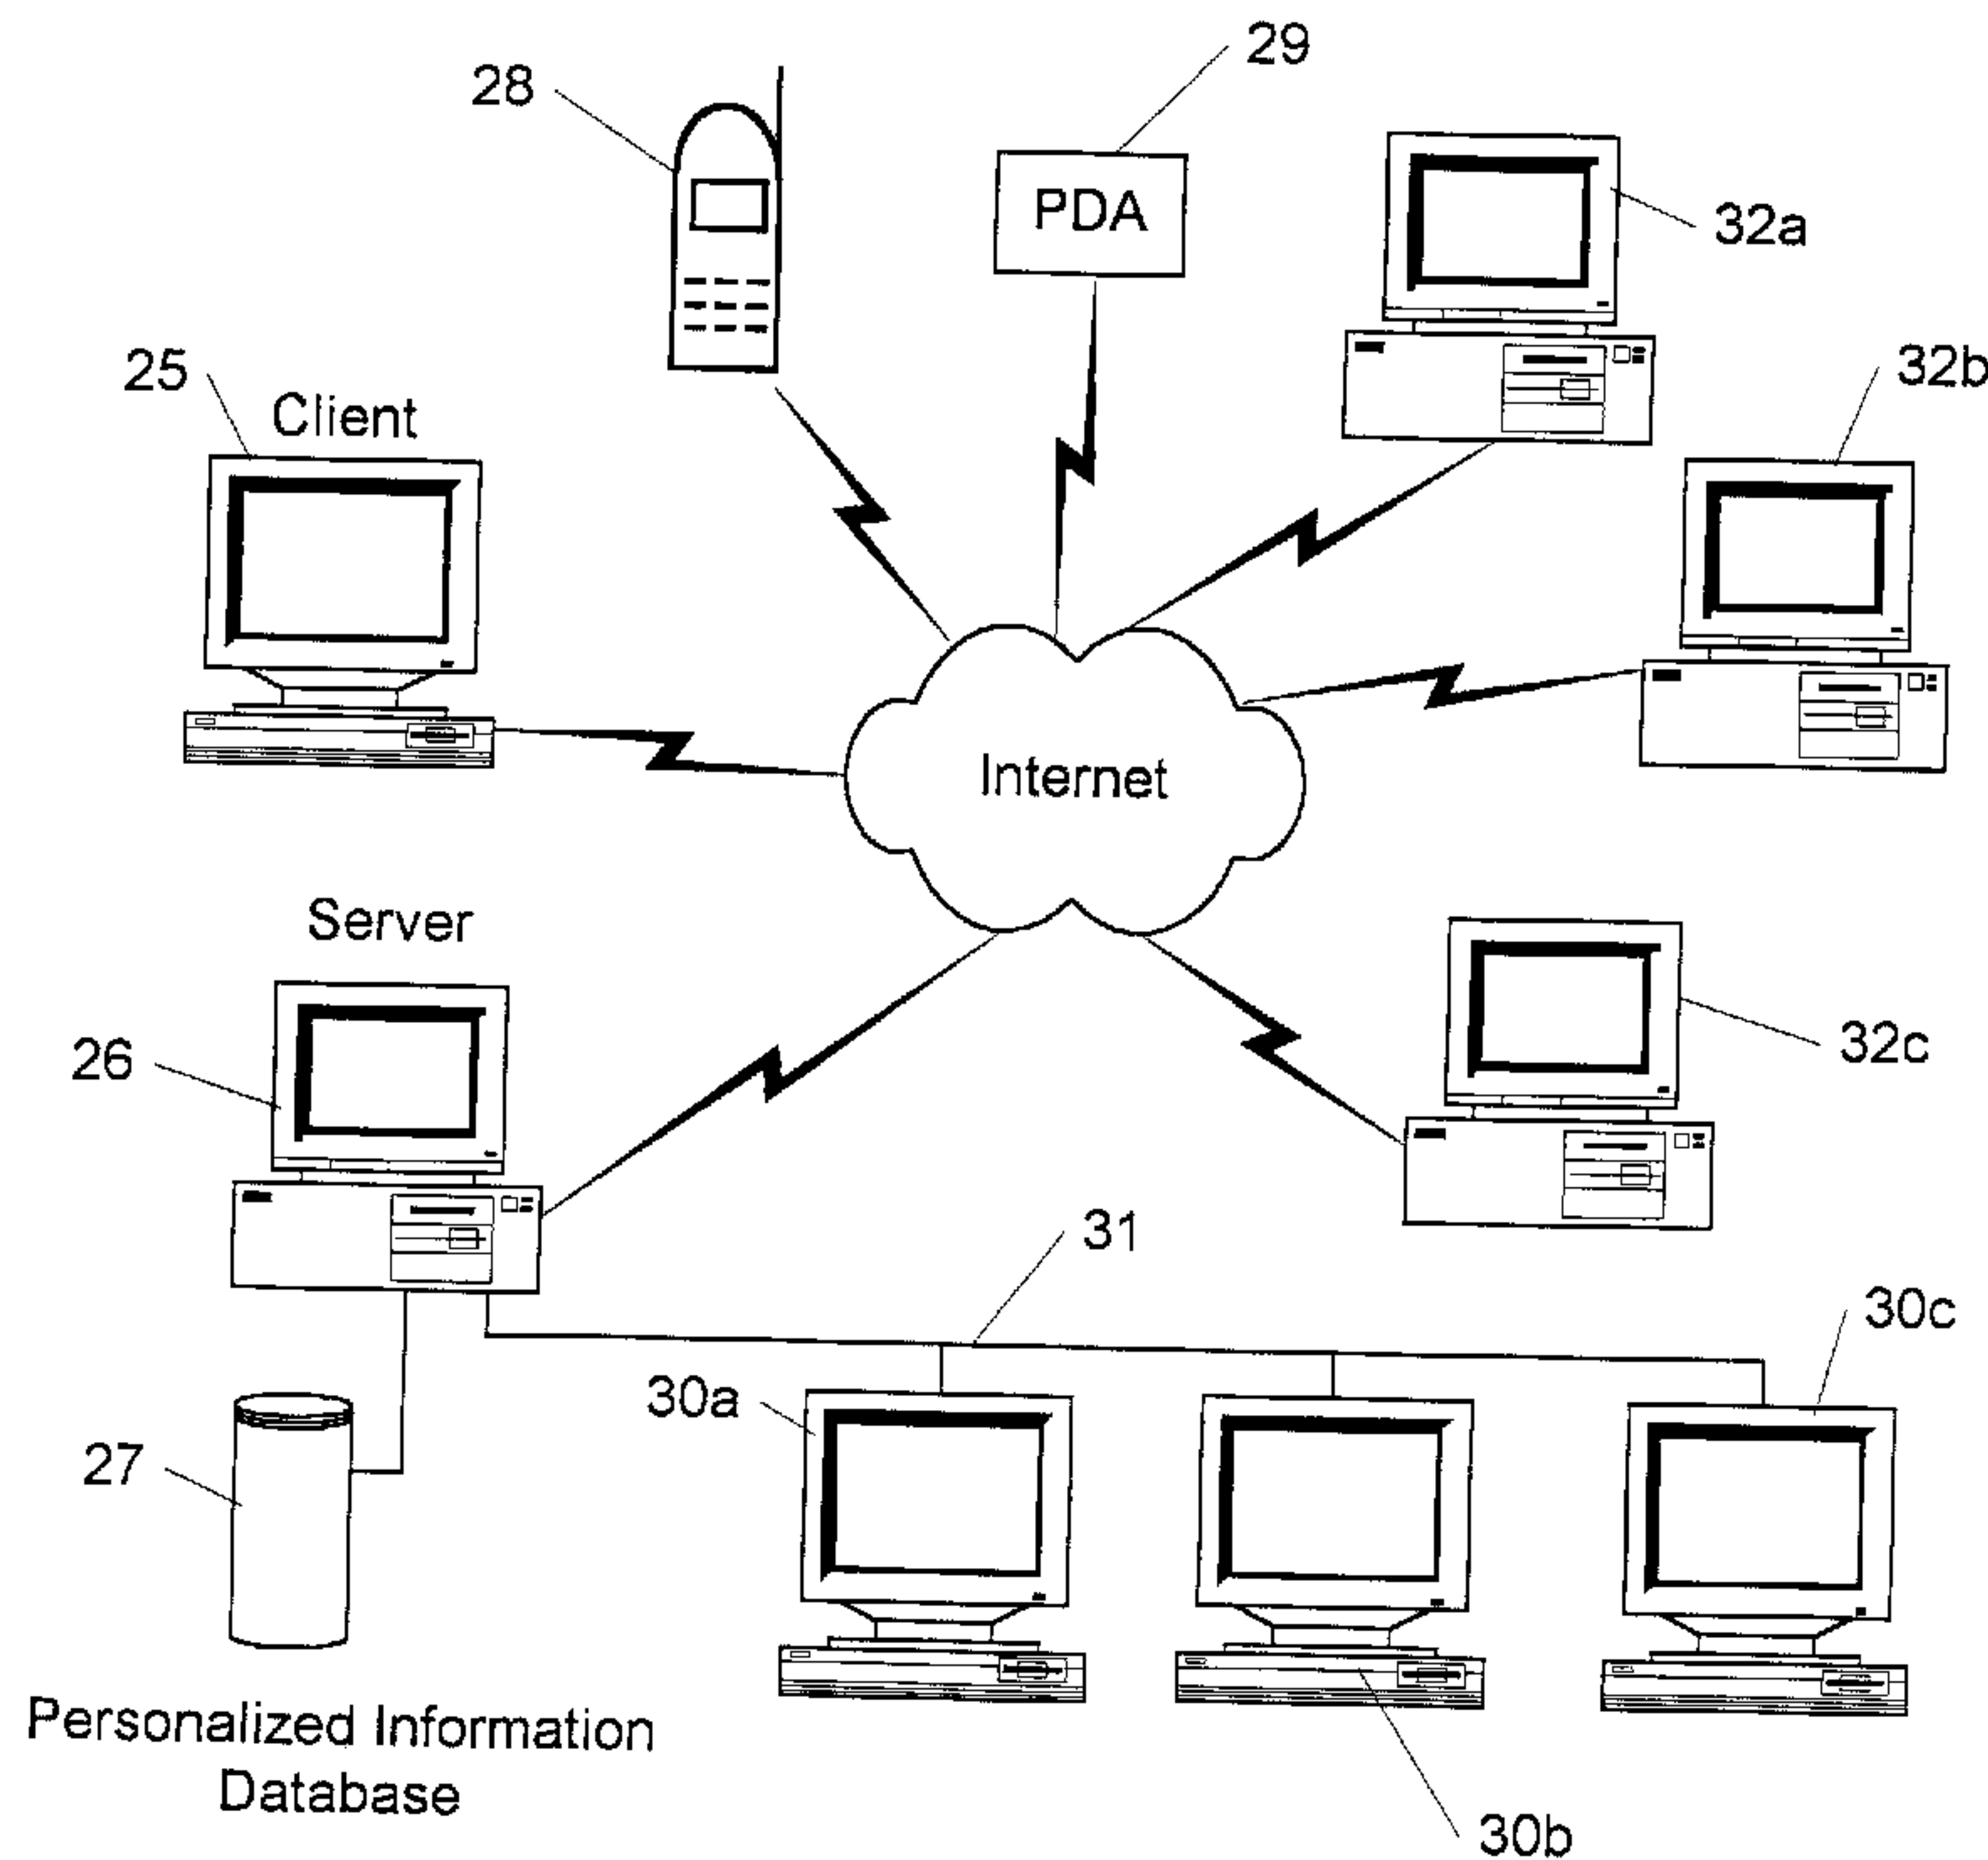 29
28
PDA
32a
25
Client
32b
Internet
Server
26
32c
31
30c
30a
27
Personalized Information
Database
30b